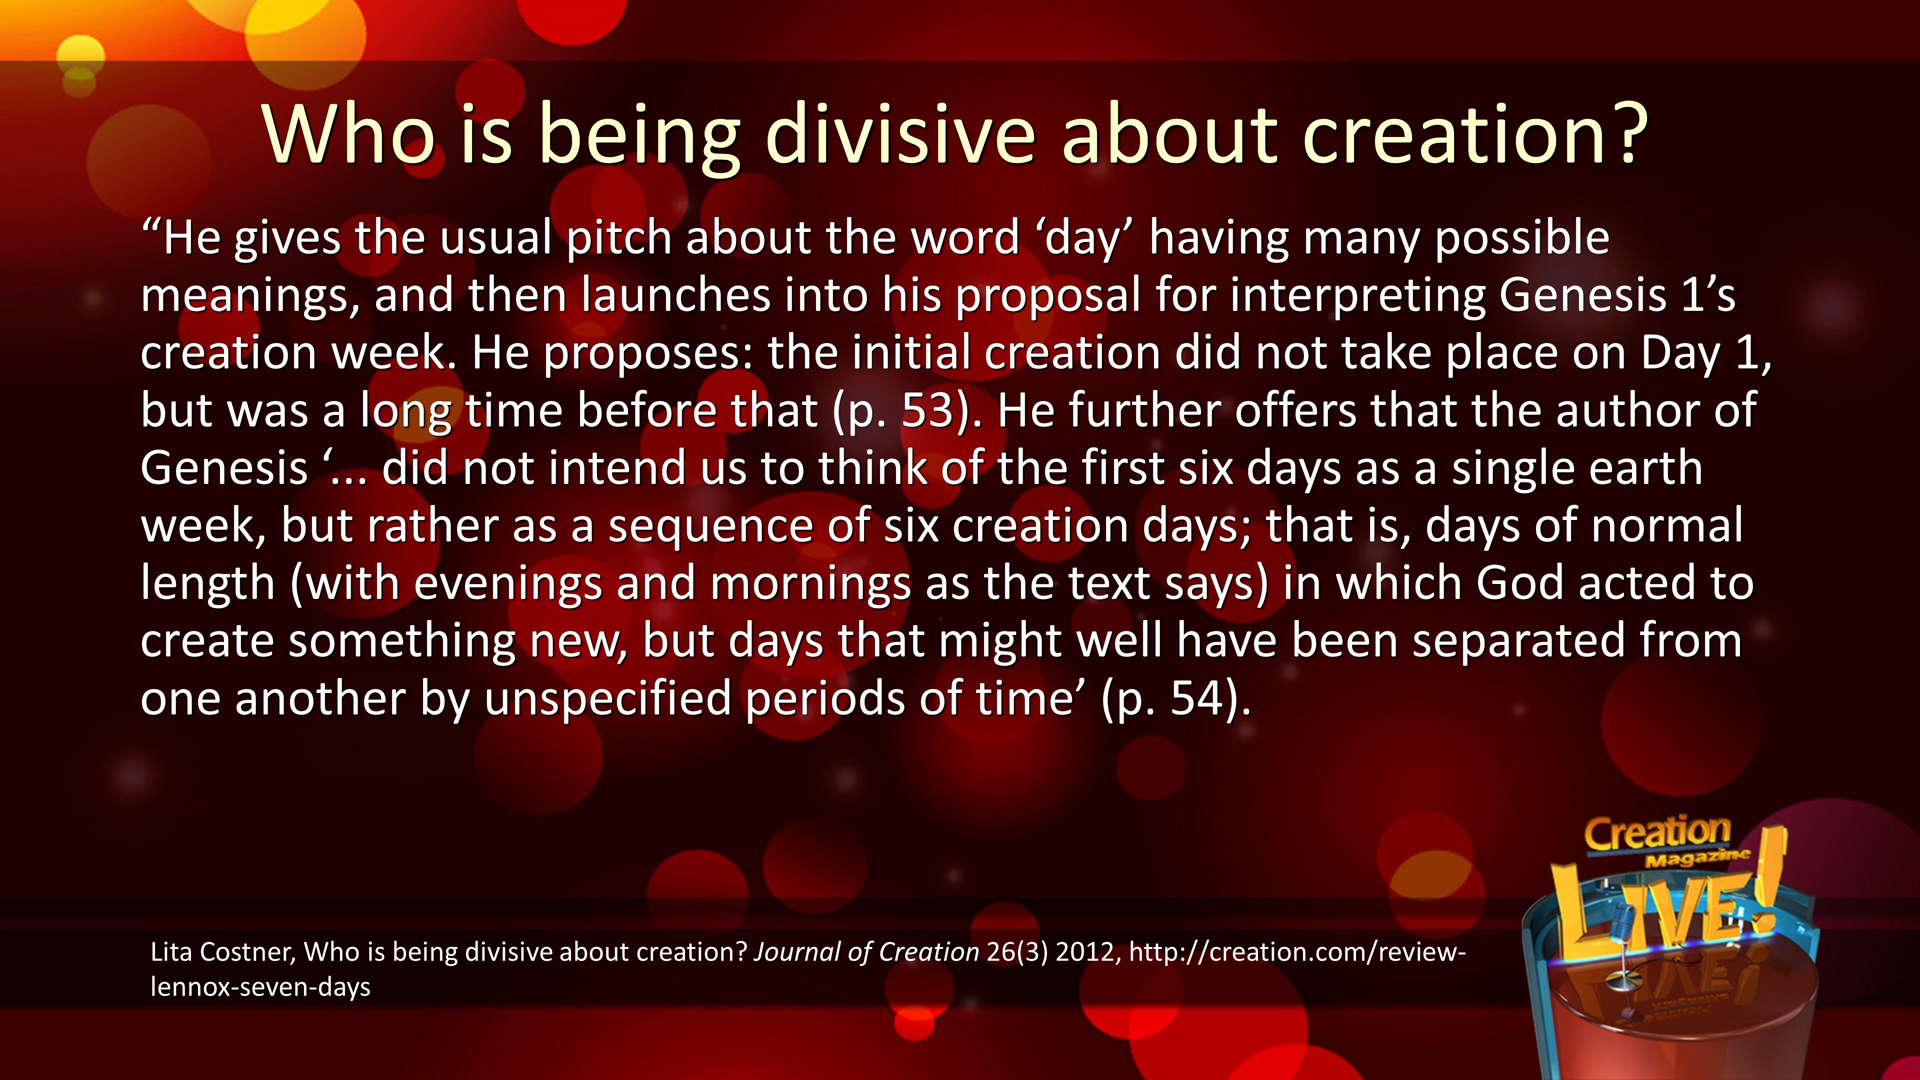 Who is being divisive about creation?
“He gives the usual pitch about the word ‘day’ having many possible
meanings, and then launches into his proposal for interpreting Genesis 1’s
creation week. He proposes: the initial creation did not take place on Day 1,
but was a long time before that (p. 53). He further offers that the author of
Genesis ‘... did not intend us to think of the first six days as a single earth
week, but rather as a sequence of six creation days; that is, days of normal
length (with evenings and mornings as the text says) in which God acted to
create something new, but days that might well have been separated from
one another by unspecified periods of time’ (p. 54).
Lita Costner, Who is being divisive about creation? Journal of Creation 26(3) 2012, http://creation.com/review-
lennox-seven-days
Creation
Magazine
LIVE!